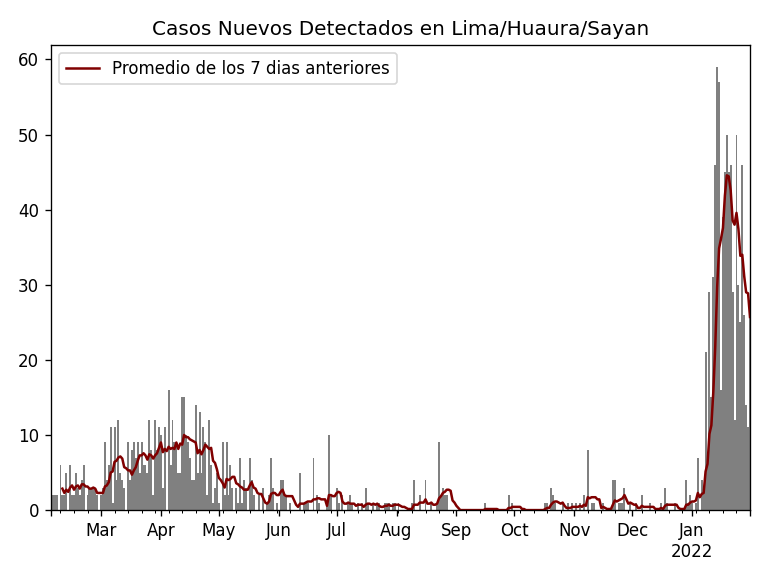 Casos Nuevos Detectados en Lima/Huaura/Sayan
Promedio de los 7 dias anteriores
60
50
40
30
20
10
0
Mar Apr May Jun Jul Aug Sep Oct Nov Dec Jan
2022